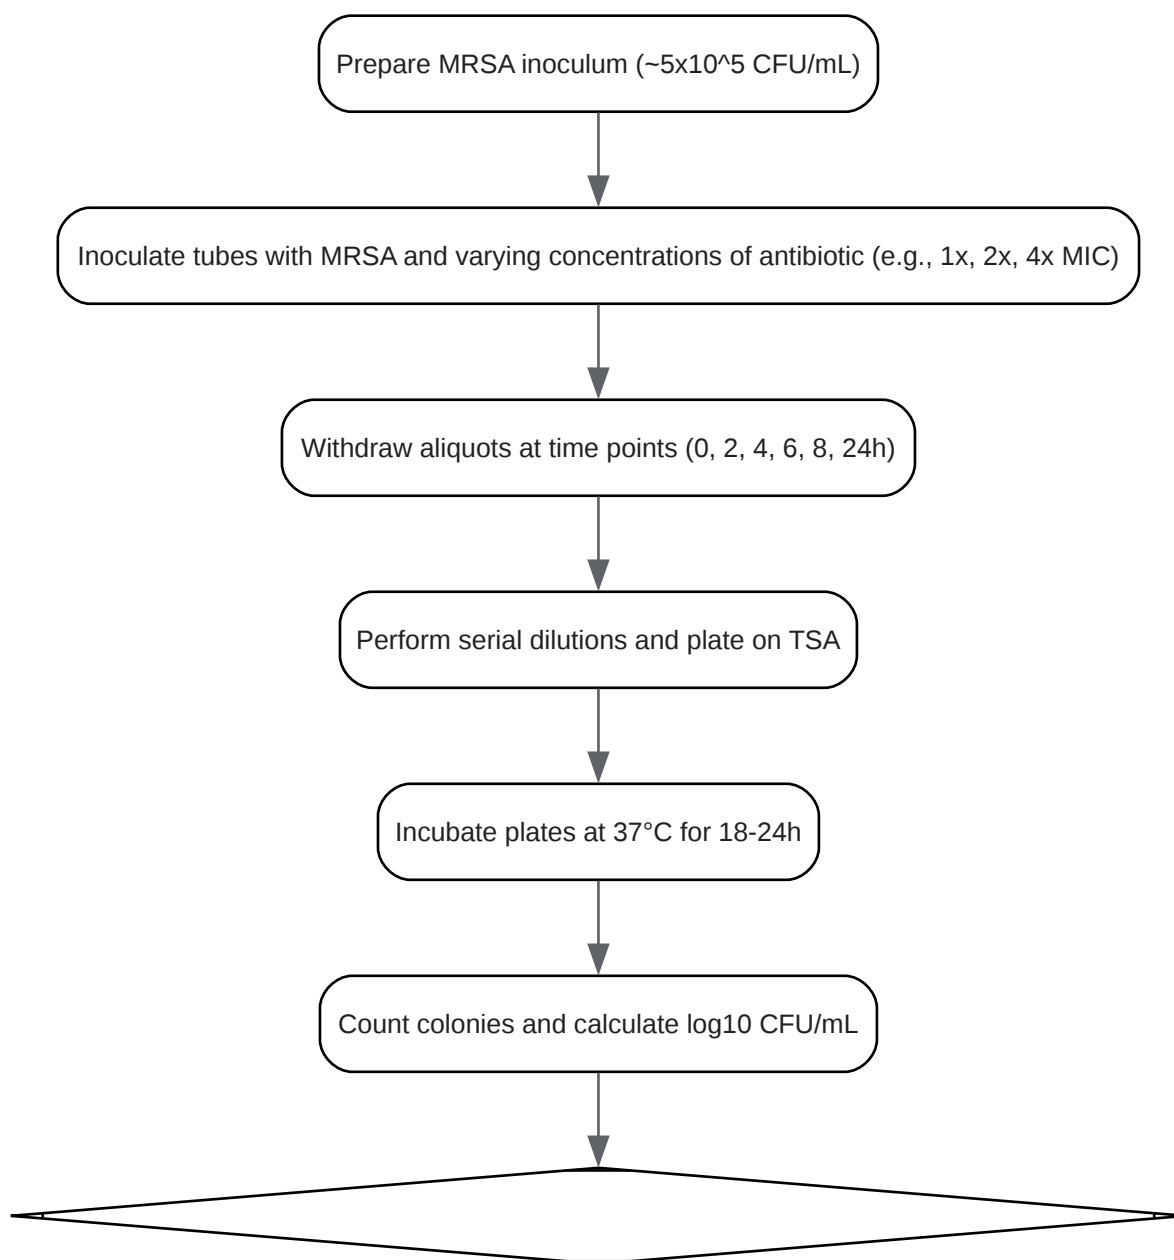 Prepare MRSA inoculum (~5x10^5 CFU/mL)
Inoculate tubes with MRSA and varying concentrations of antibiotic (e.g., 1x, 2x, 4x MIC)
Withdraw aliquots at time points (0, 2, 4, 6, 8, 24h)
Perform serial dilutions and plate on TSA
Incubate plates at 37°C for 18-24h
Count colonies and calculate log10 CFU/mL